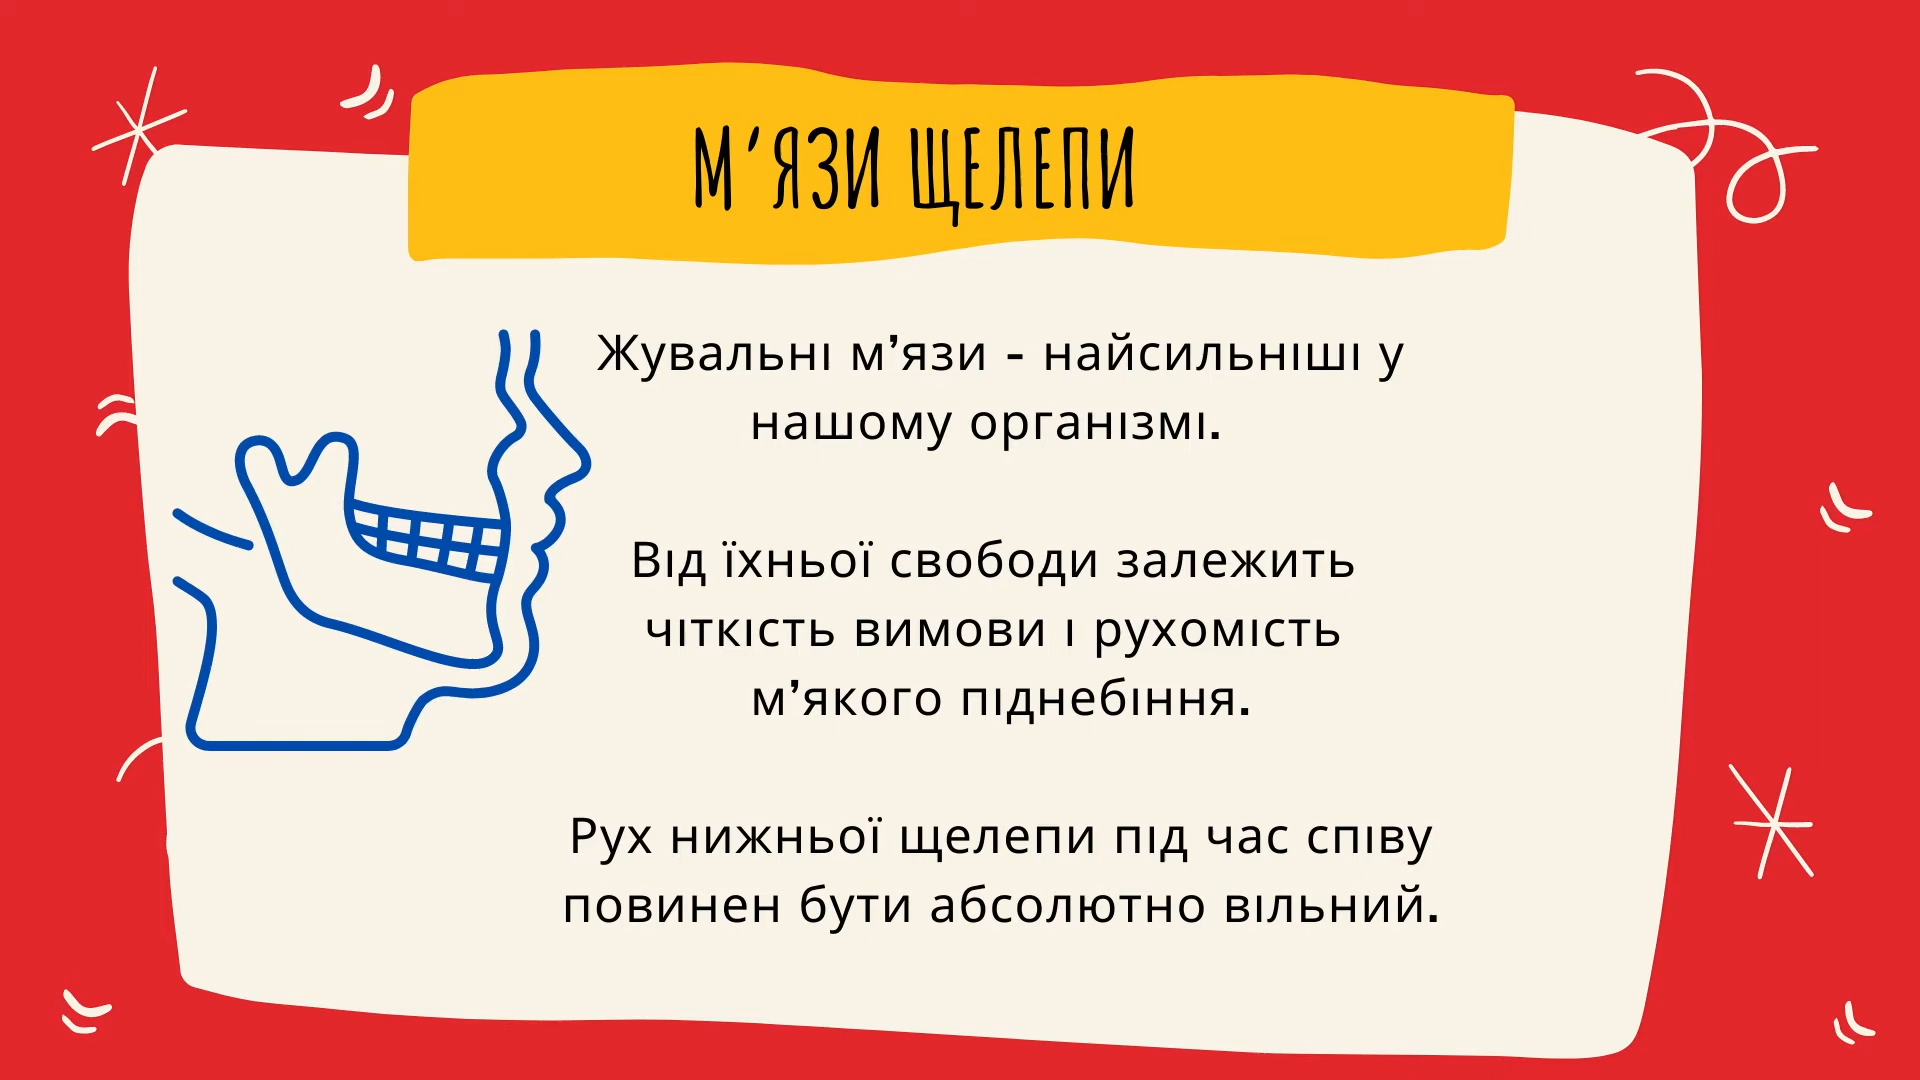 М’ЯЗИ ЩЕЛЕПИ
Жувальні м’язи - найсильніші у
нашому організмі.
Від їхньої свободи залежить
чіткість вимови і рухомість
м’якого піднебіння.
Рух нижньої щелепи під час співу
повинен бути абсолютно вільний.